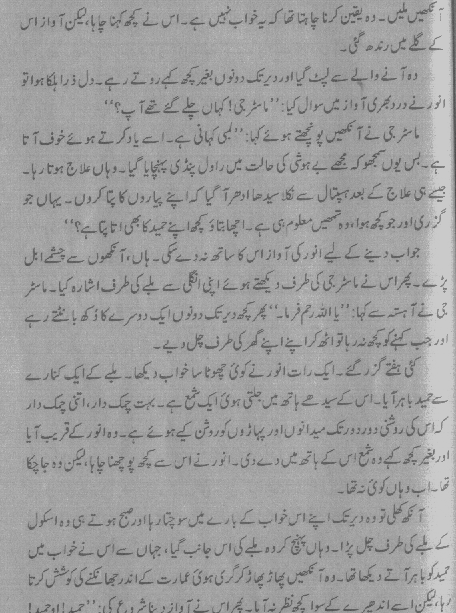 آنکھیں ملیں۔ وہ یقین کرنا چاہتا تھا کہ یہ خواب نہیں ہے۔ اس نے کچھ کہنا چاہا، لیکن آواز اس
کے گلے میں رندھ گئی۔
وہ آنے والے سے لپٹ گیا اور دیر تک دونوں بغیر کچھ کہے روتے رہے۔ دل ذرا ہلکا ہوا تو
انور نے درد بھری آواز میں سوال کیا: ’’ماسٹر جی! کہاں چلے گئے تھے آپ؟‘‘
ماسٹر جی نے آنکھیں پونچھتے ہوئے کہا: ’’لمبی کہانی ہے۔ اسے یاد کرتے ہوئے خوف آتا
ہے۔ بس یوں سمجھو کہ مجھے بے ہوشی کی حالت میں راول پنڈی پہنچایا گیا۔ وہاں علاج ہوتا رہا۔
جیسے ہی علاج کے بعد ہسپتال سے نکلا سیدھا ادھر آ گیا کہ اپنے پیاروں کا پتا کروں۔ یہاں جو
گزری اور جو کچھ ہوا، وہ تمھیں معلوم ہی ہے۔ اچھا بتاؤ کچھ اپنے حمید کا بھی اتا پتا ہے؟‘‘
جواب دینے کے لیے انور کی آواز اس کا ساتھ نہ دے سکی۔ ہاں، آنکھوں سے چشمے ابل
پڑے۔ پھر اس نے ماسٹر جی کی طرف دیکھتے ہوئے اپنی انگلی سے ملبے کی طرف اشارہ کیا۔ ماسٹر
جی نے آہستہ سے کہا: ’’یا اللہ رحم فرما۔‘‘ پھر کچھ دیر تک دونوں ایک دوسرے کا دُکھ بانٹتے رہے
اور جب کہنے کو کچھ نہ رہا تو اٹھ کر اپنے اپنے گھر کی طرف چل دیے۔
کئی ہفتے گزر گئے۔ ایک رات انور نے کوئی چھوٹا سا خواب دیکھا۔ ملبے کے ایک کنارے
سے حمید باہر آیا۔ اس کے سیدھے ہاتھ میں جلتی ہوئی ایک شمع ہے۔ بہت چمک دار، اتنی چمک دار
کہ اس کی روشنی دور دور تک میدانوں اور پہاڑوں کو روشن کیے ہوئے ہے۔ وہ انور کے قریب آیا
اور بغیر کچھ کہے وہ شمع اس کے ہاتھ میں دے دی۔ انور نے اس سے کچھ پوچھنا چاہا، لیکن وہ جا چکا
تھا۔ اب وہاں کوئی نہ تھا۔
آنکھ کھلی تو وہ دیر تک اپنے اس خواب کے بارے میں سوچتا رہا اور صبح ہوتے ہی وہ اسکول
کے ملبے کی طرف چل پڑا۔ وہاں پہنچ کر وہ ملبے کی اس جانب گیا، جہاں سے اس نے خواب میں
حمید کو باہر آتے دیکھا تھا۔ وہ آنکھیں پھاڑ پھاڑ کر گری ہوئی عمارت کے اندر جھانکنے کی کوشش کرتا
رہا، لیکن اسے اندھیرے کے سوا کچھ نظر نہ آیا۔ پھر اس نے آواز دینا شروع کی: ’’حمید! او حمید!